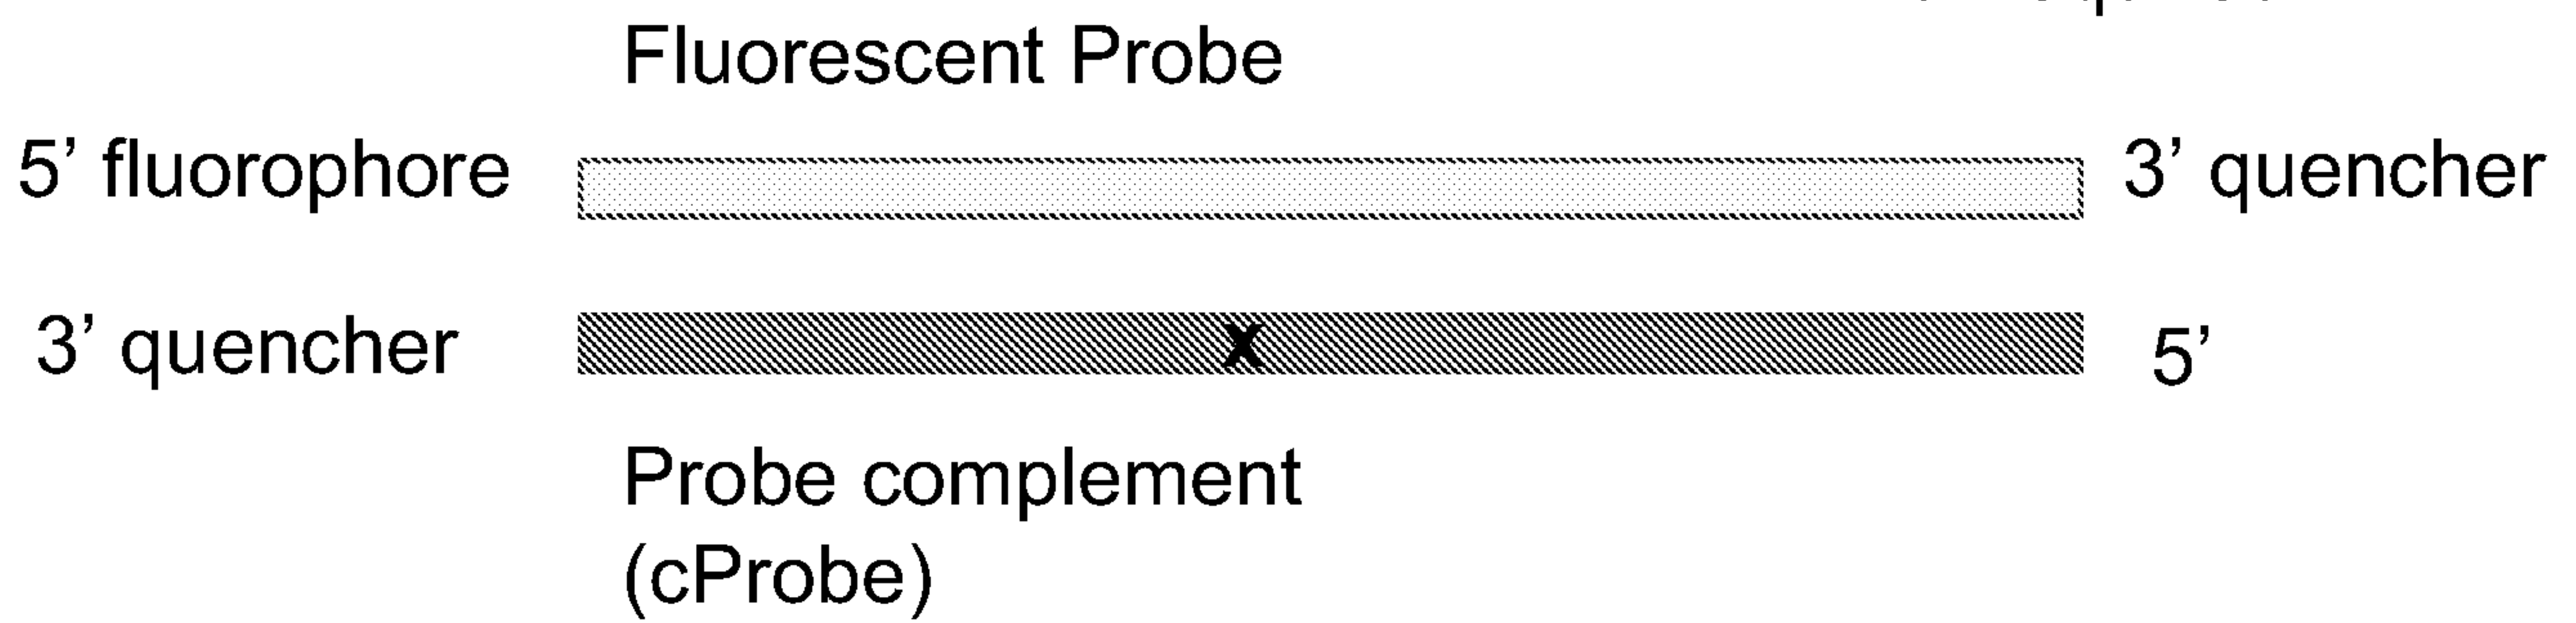 Fluorescent Probe
5’ fluorophore 3’ quencher
3’ quencher x 5’
Probe complement
(cProbe)